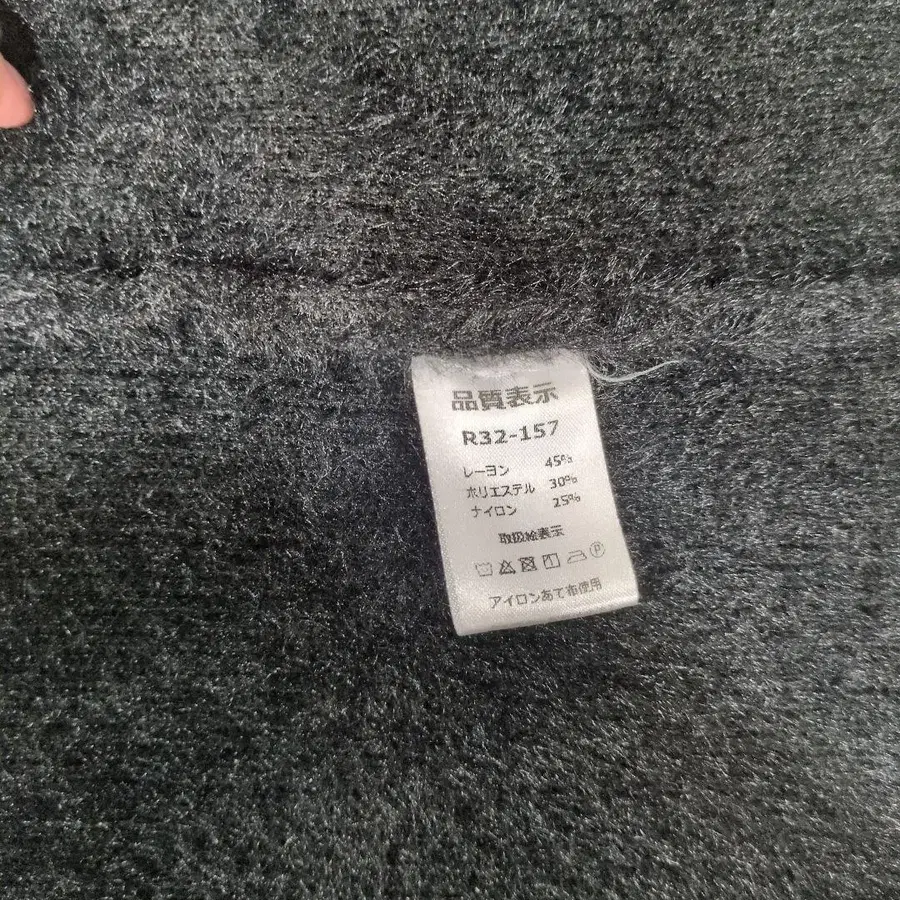 品質表示
R32-157
レーヨン 45%
ポリエステル 30%
ナイロン 25%
取扱絵表示
P
アイロンあて布使用